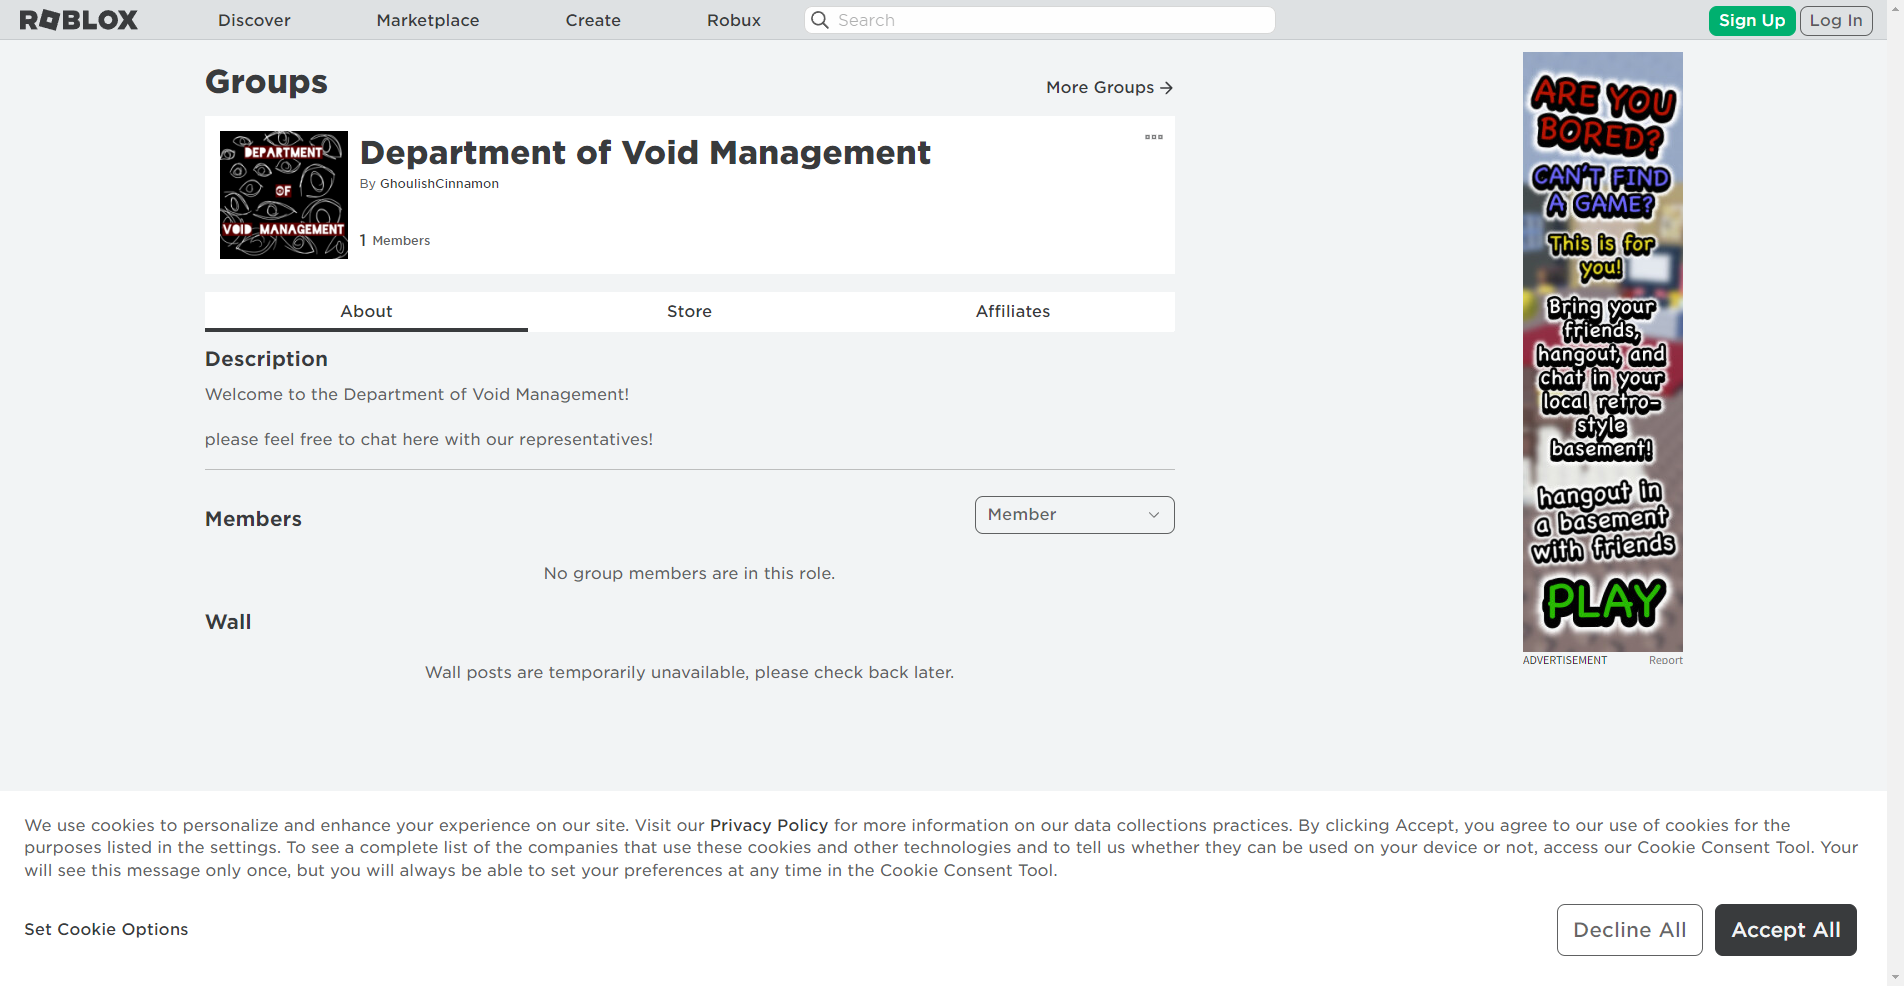 ROBLOX
Discover
Marketplace
Create
Robux
Search
Sign Up
Log In
Groups
More Groups
DEPARTMENT
OF
VOID MANAGEMENT
Department of Void Management
By GhoulishCinnamon
1 Members
About
Store
Affiliates
Description
Welcome to the Department of Void Management!
please feel free to chat here with our representatives!
Members
Member
No group members are in this role.
Wall
Wall posts are temporarily unavailable, please check back later.
ARE YOU
BORED?
CAN'T FIND
A GAME?
This is for
you!
Bring your
friends,
hangout, and
chat in your
local retro-
style
basement!
hangout in
a basement
with friends
PLAY
ADVERTISEMENT
Report
We use cookies to personalize and enhance your experience on our site. Visit our Privacy Policy for more information on our data collections practices. By clicking Accept, you agree to our use of cookies for the
purposes listed in the settings. To see a complete list of the companies that use these cookies and other technologies and to tell us whether they can be used on your device or not, access our Cookie Consent Tool. Your
will see this message only once, but you will always be able to set your preferences at any time in the Cookie Consent Tool.
Set Cookie Options
Decline All
Accept All